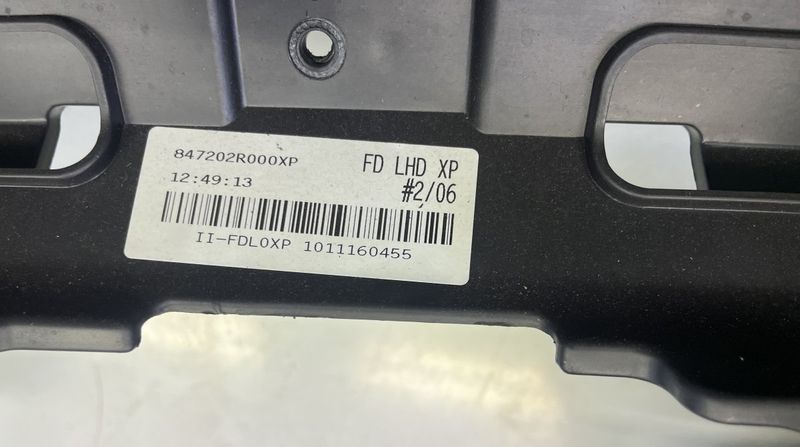 847202R000XP FD LHD XP
12:49:13 #2/06
II-FDL0XP 1011160455